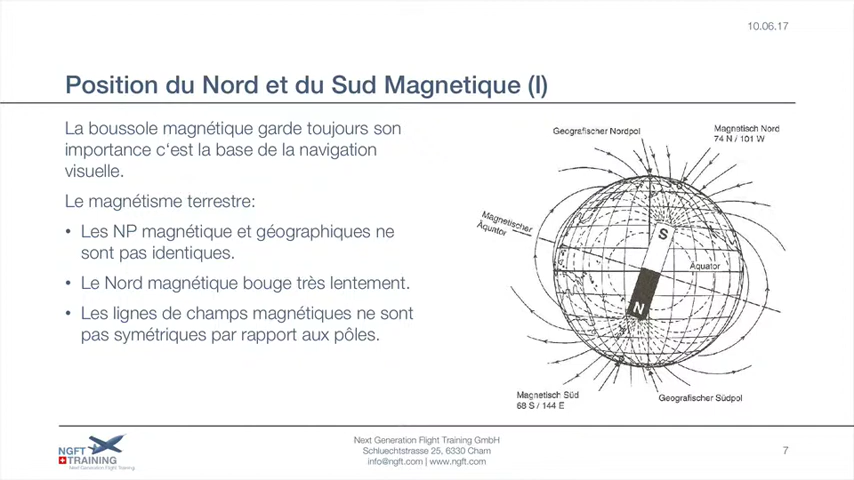 10.06.17
Position du Nord et du Sud Magnetique (I)
La boussole magnétique garde toujours son
importance c'est la base de la navigation
visuelle.
Le magnétisme terrestre:
• Les NP magnétique et géographiques ne
sont pas identiques.
• Le Nord magnétique bouge très lentement.
• Les lignes de champs magnétiques ne sont
pas symétriques par rapport aux pôles.
Geografischer Nordpol
Magnetisch Nord
74 N / 101 W
Magnetischer
Äquator
S
Äquator
N
Magnetisch Süd
68 S / 144 E
Geografischer Südpol
NGFT
TRAINING
Next Generation Flight Training
Next Generation Flight Training GmbH
Schluechtstrasse 25, 6330 Cham
info@ngft.com | www.ngft.com
7